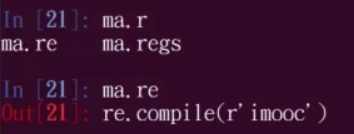 In [21]: ma.r
ma.re ma.regs
In [21]: ma.re
Out[21]: re.compile(r'imooc')